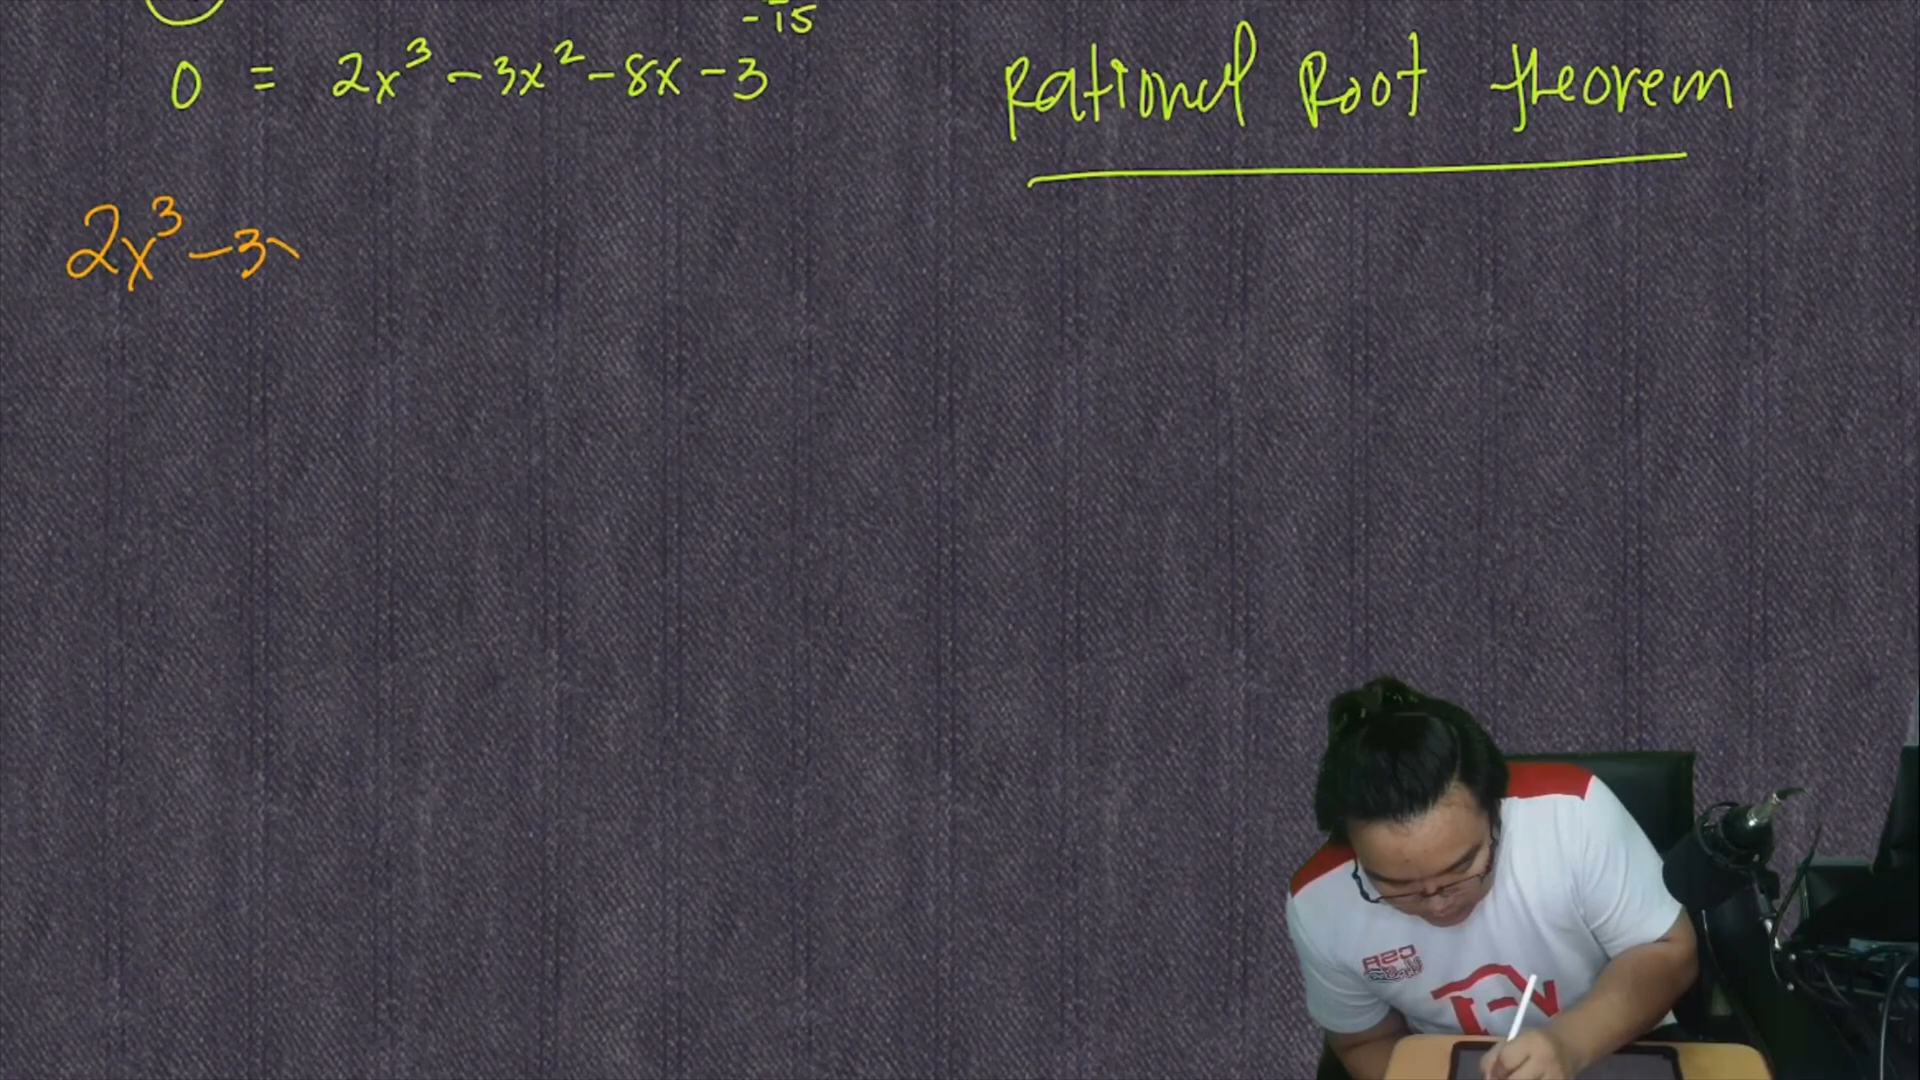 -15
0 = 2x³ - 3x² - 8x - 3
Rational Root theorem
2x³ - 3